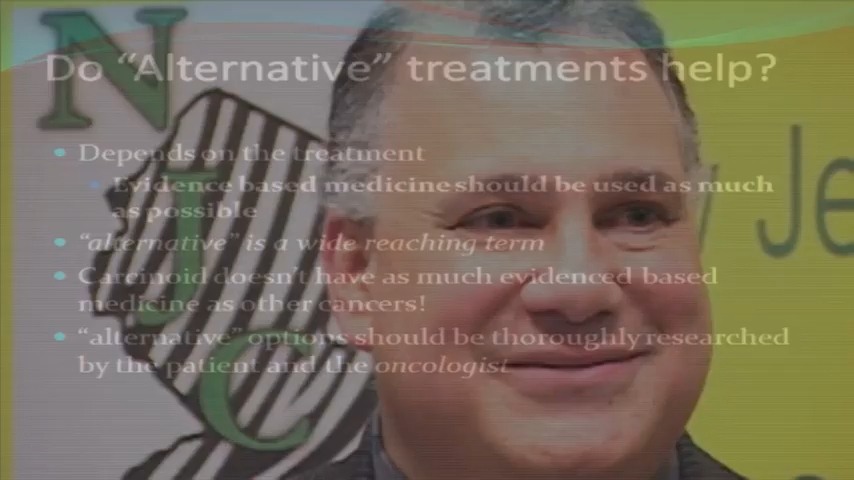 Do “Alternative” treatments help?
Depends on the treatment
Evidence based medicine should be used as much
as possible
“alternative” is a wide reaching term
Carcinoid doesn't have as much evidenced based
medicine as other cancers!
“alternative” options should be thoroughly researched
by the patient and the oncologist
N
J
C
Je